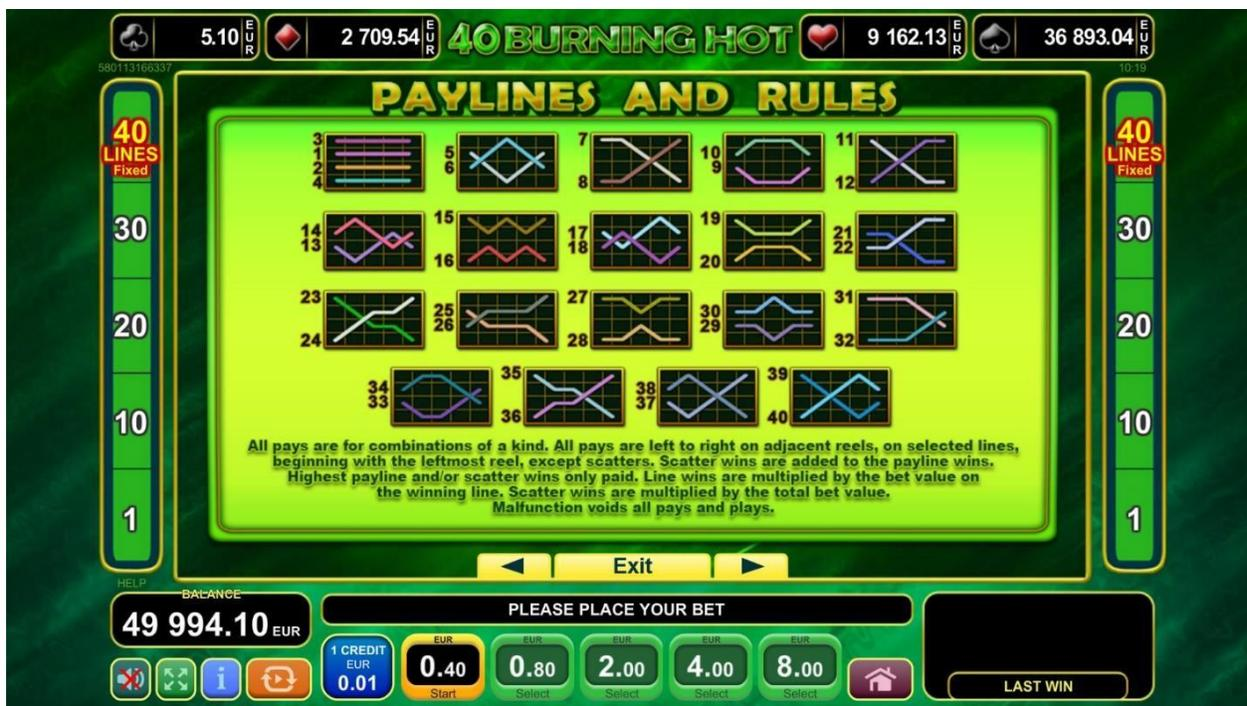 5.10 EUR
2 709.54 EUR
40 BURNING HOT
9 162.13 EUR
36 893.04 EUR
580113166337
10:19
PAYLINES AND RULES
40
LINES
Fixed
30
20
10
1
40
LINES
Fixed
30
20
10
1
3
1
2
4
5
6
7
8
10
9
11
12
14
13
15
16
17
18
19
20
21
22
23
24
25
26
27
28
30
29
31
32
34
33
35
36
38
37
39
40
All pays are for combinations of a kind. All pays are left to right on adjacent reels, on selected lines,
beginning with the leftmost reel, except scatters. Scatter wins are added to the payline wins.
Highest payline and/or scatter wins only paid. Line wins are multiplied by the bet value on
the winning line. Scatter wins are multiplied by the total bet value.
Malfunction voids all pays and plays.
Exit
HELP
BALANCE
49 994.10 EUR
PLEASE PLACE YOUR BET
1 CREDIT
EUR
0.01
EUR
0.40
Start
EUR
0.80
Select
EUR
2.00
Select
EUR
4.00
Select
EUR
8.00
Select
i
LAST WIN